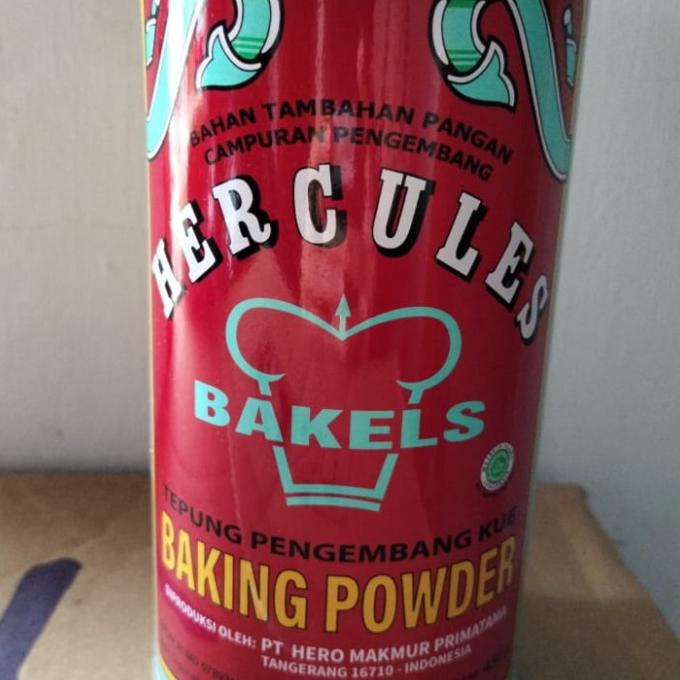 BAHAN TAMBAHAN PANGAN
CAMPURAN PENGEMBANG
HERCULES
BAKELS
TEPUNG PENGEMBANG KUE
BAKING POWDER
DIPRODUKSI OLEH: PT HERO MAKMUR PRIMATAMA
TANGERANG 16710 - INDONESIA